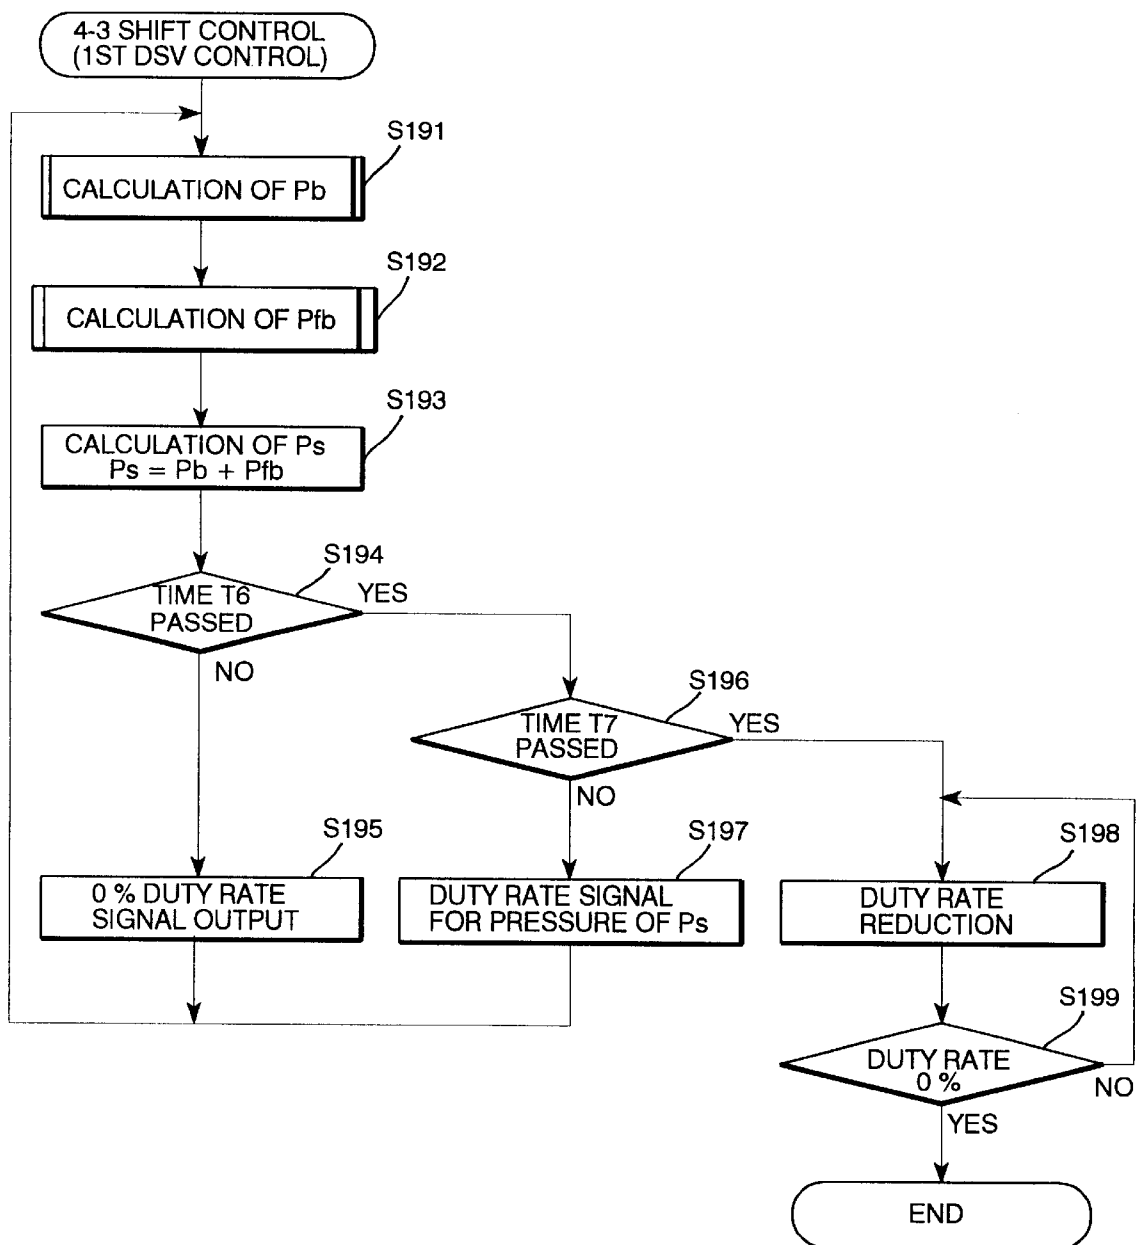 4-3 SHIFT CONTROL
(1ST DSV CONTROL)
S191
CALCULATION OF Pb
S192
CALCULATION OF Pfb
S193
CALCULATION OF Ps
Ps = Pb + Pfb
S194
TIME T6
PASSED
YES
NO
S196
TIME T7
PASSED
YES
NO
S195
0 % DUTY RATE
SIGNAL OUTPUT
S197
DUTY RATE SIGNAL
FOR PRESSURE OF Ps
S198
DUTY RATE
REDUCTION
S199
DUTY RATE
0 %
NO
YES
END